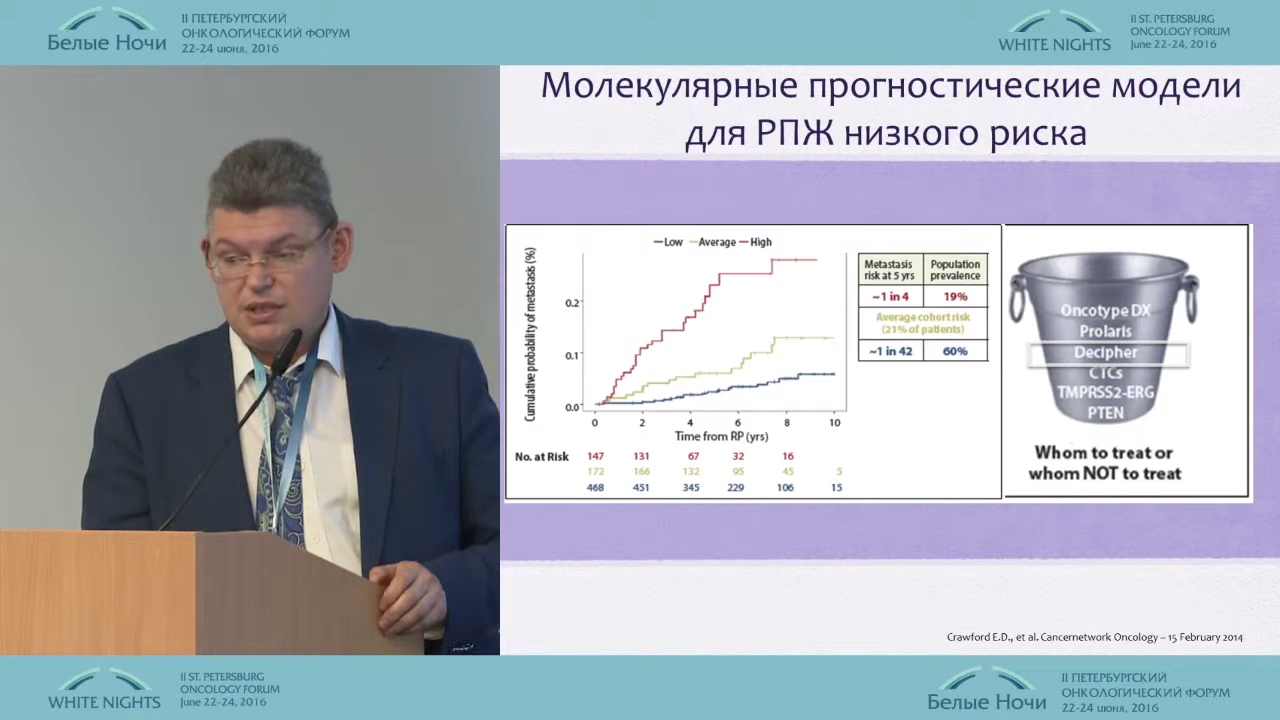 Белые Ночи
II ПЕТЕРБУРГСКИЙ
ОНКОЛОГИЧЕСКИЙ ФОРУМ
22-24 июня, 2016
WHITE NIGHTS
II ST. PETERSBURG
ONCOLOGY FORUM
June 22-24, 2016
Молекулярные прогностические модели
для РПЖ низкого риска
Low Average High
Cumulative probability of metastasis (%)
0.2
0.1
0.0
0 2 4 6 8 10
Time from RP (yrs)
No. at Risk 147 131 67 32 16
172 166 132 95 45 5
468 451 345 229 106 15
Metastasis risk at 5 yrs
Population prevalence
~1 in 4 19%
Average cohort risk
(21% of patients)
~1 in 42 60%
Oncotype DX
Prolaris
Decipher
CTCs
TMPRSS2-ERG
PTEN
Whom to treat or
whom NOT to treat
Crawford E.D., et al. Cancernetwork Oncology – 15 February 2014
WHITE NIGHTS
II ST. PETERSBURG
ONCOLOGY FORUM
June 22-24, 2016
Белые Ночи
II ПЕТЕРБУРГСКИЙ
ОНКОЛОГИЧЕСКИЙ ФОРУМ
22-24 июня, 2016